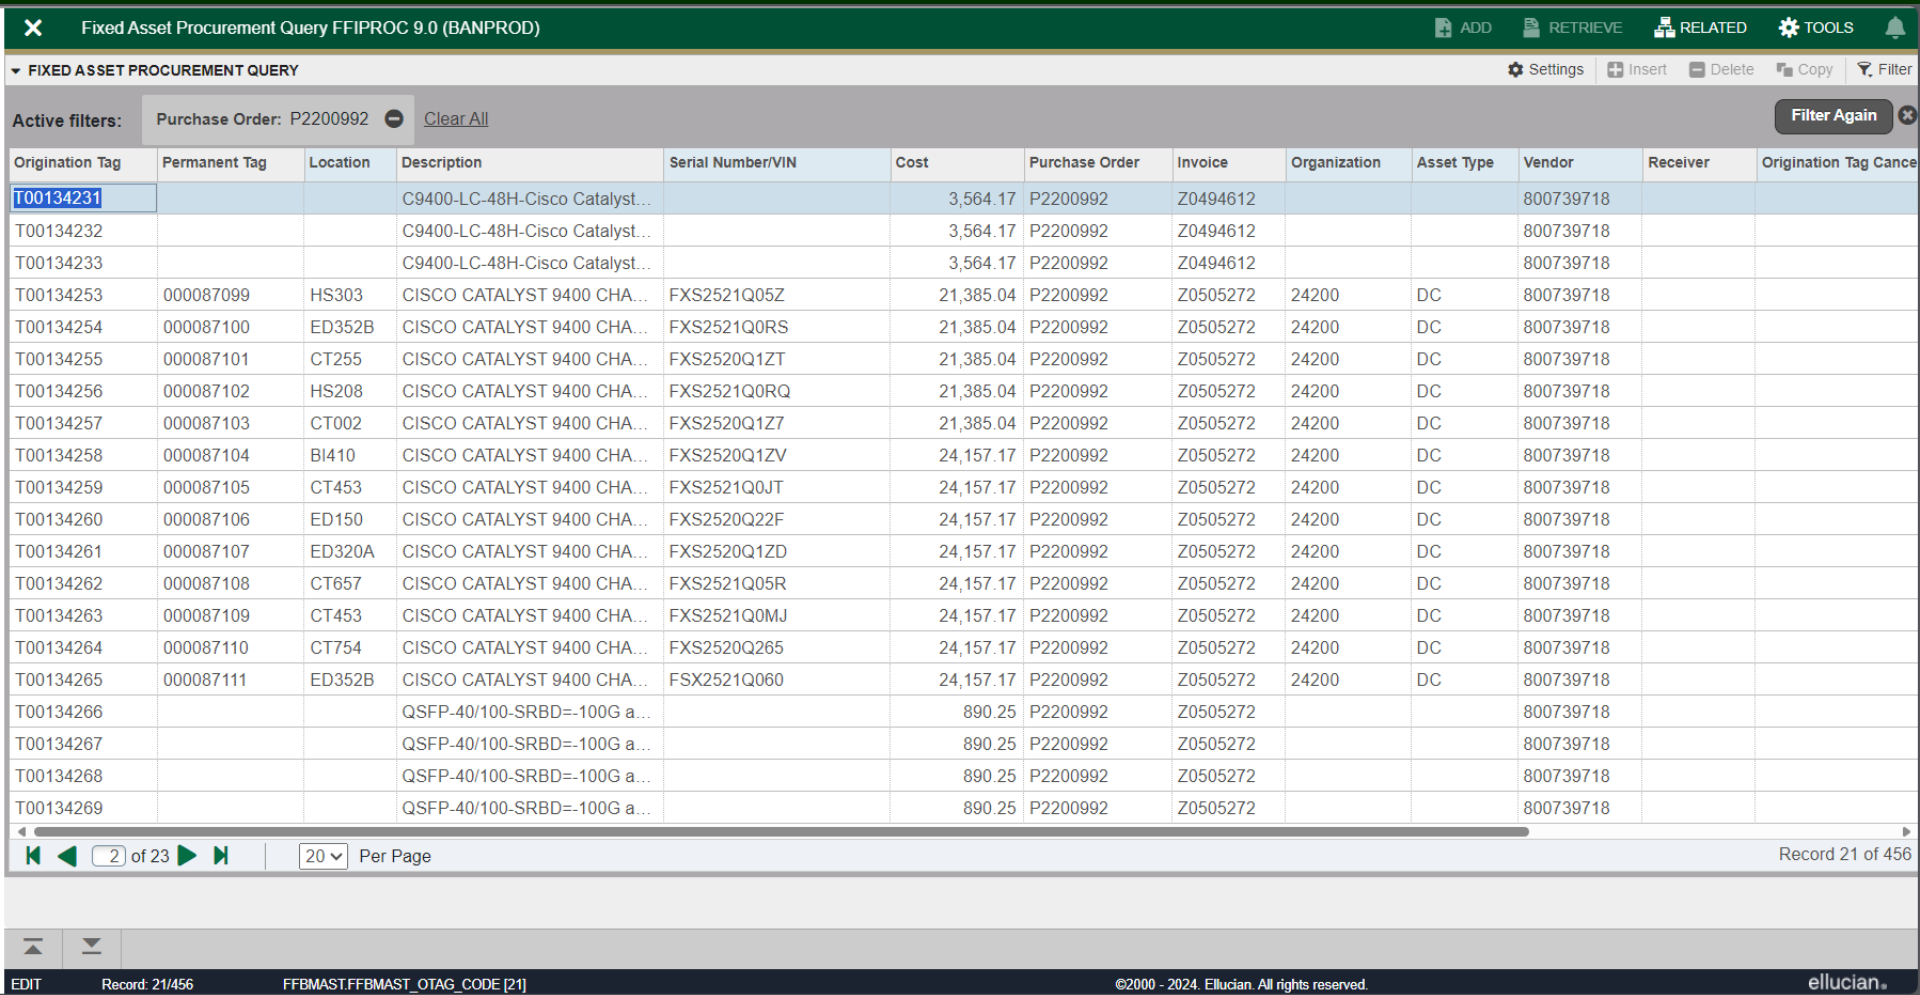 Fixed Asset Procurement Query FFIPROC 9.0 (BANPROD) ADD RETRIEVE RELATED TOOLS
FIXED ASSET PROCUREMENT QUERY Settings Insert Delete Copy Filter
Active filters: Purchase Order: P2200992 Clear All Filter Again
Origination Tag Permanent Tag Location Description Serial Number/VIN Cost Purchase Order Invoice Organization Asset Type Vendor Receiver Origination Tag Cance
T00134231 C9400-LC-48H-Cisco Catalyst... 3,564.17 P2200992 Z0494612 800739718
T00134232 C9400-LC-48H-Cisco Catalyst... 3,564.17 P2200992 Z0494612 800739718
T00134233 C9400-LC-48H-Cisco Catalyst... 3,564.17 P2200992 Z0494612 800739718
T00134253 000087099 HS303 CISCO CATALYST 9400 CHA... FXS2521Q05Z 21,385.04 P2200992 Z0505272 24200 DC 800739718
T00134254 000087100 ED352B CISCO CATALYST 9400 CHA... FXS2521Q0RS 21,385.04 P2200992 Z0505272 24200 DC 800739718
T00134255 000087101 CT255 CISCO CATALYST 9400 CHA... FXS2520Q1ZT 21,385.04 P2200992 Z0505272 24200 DC 800739718
T00134256 000087102 HS208 CISCO CATALYST 9400 CHA... FXS2521Q0RQ 21,385.04 P2200992 Z0505272 24200 DC 800739718
T00134257 000087103 CT002 CISCO CATALYST 9400 CHA... FXS2520Q1Z7 21,385.04 P2200992 Z0505272 24200 DC 800739718
T00134258 000087104 BI410 CISCO CATALYST 9400 CHA... FXS2520Q1ZV 24,157.17 P2200992 Z0505272 24200 DC 800739718
T00134259 000087105 CT453 CISCO CATALYST 9400 CHA... FXS2521Q0JT 24,157.17 P2200992 Z0505272 24200 DC 800739718
T00134260 000087106 ED150 CISCO CATALYST 9400 CHA... FXS2520Q22F 24,157.17 P2200992 Z0505272 24200 DC 800739718
T00134261 000087107 ED320A CISCO CATALYST 9400 CHA... FXS2520Q1ZD 24,157.17 P2200992 Z0505272 24200 DC 800739718
T00134262 000087108 CT657 CISCO CATALYST 9400 CHA... FXS2521Q05R 24,157.17 P2200992 Z0505272 24200 DC 800739718
T00134263 000087109 CT453 CISCO CATALYST 9400 CHA... FXS2521Q0MJ 24,157.17 P2200992 Z0505272 24200 DC 800739718
T00134264 000087110 CT754 CISCO CATALYST 9400 CHA... FXS2520Q265 24,157.17 P2200992 Z0505272 24200 DC 800739718
T00134265 000087111 ED352B CISCO CATALYST 9400 CHA... FSX2521Q060 24,157.17 P2200992 Z0505272 24200 DC 800739718
T00134266 QSFP-40/100-SRBD=-100G a... 890.25 P2200992 Z0505272 800739718
T00134267 QSFP-40/100-SRBD=-100G a... 890.25 P2200992 Z0505272 800739718
T00134268 QSFP-40/100-SRBD=-100G a... 890.25 P2200992 Z0505272 800739718
T00134269 QSFP-40/100-SRBD=-100G a... 890.25 P2200992 Z0505272 800739718
2 of 23 20 Per Page Record 21 of 456
EDIT Record: 21/456 FFBMAST.FFBMAST_OTAG_CODE [21] ©2000 - 2024. Ellucian. All rights reserved. ellucian